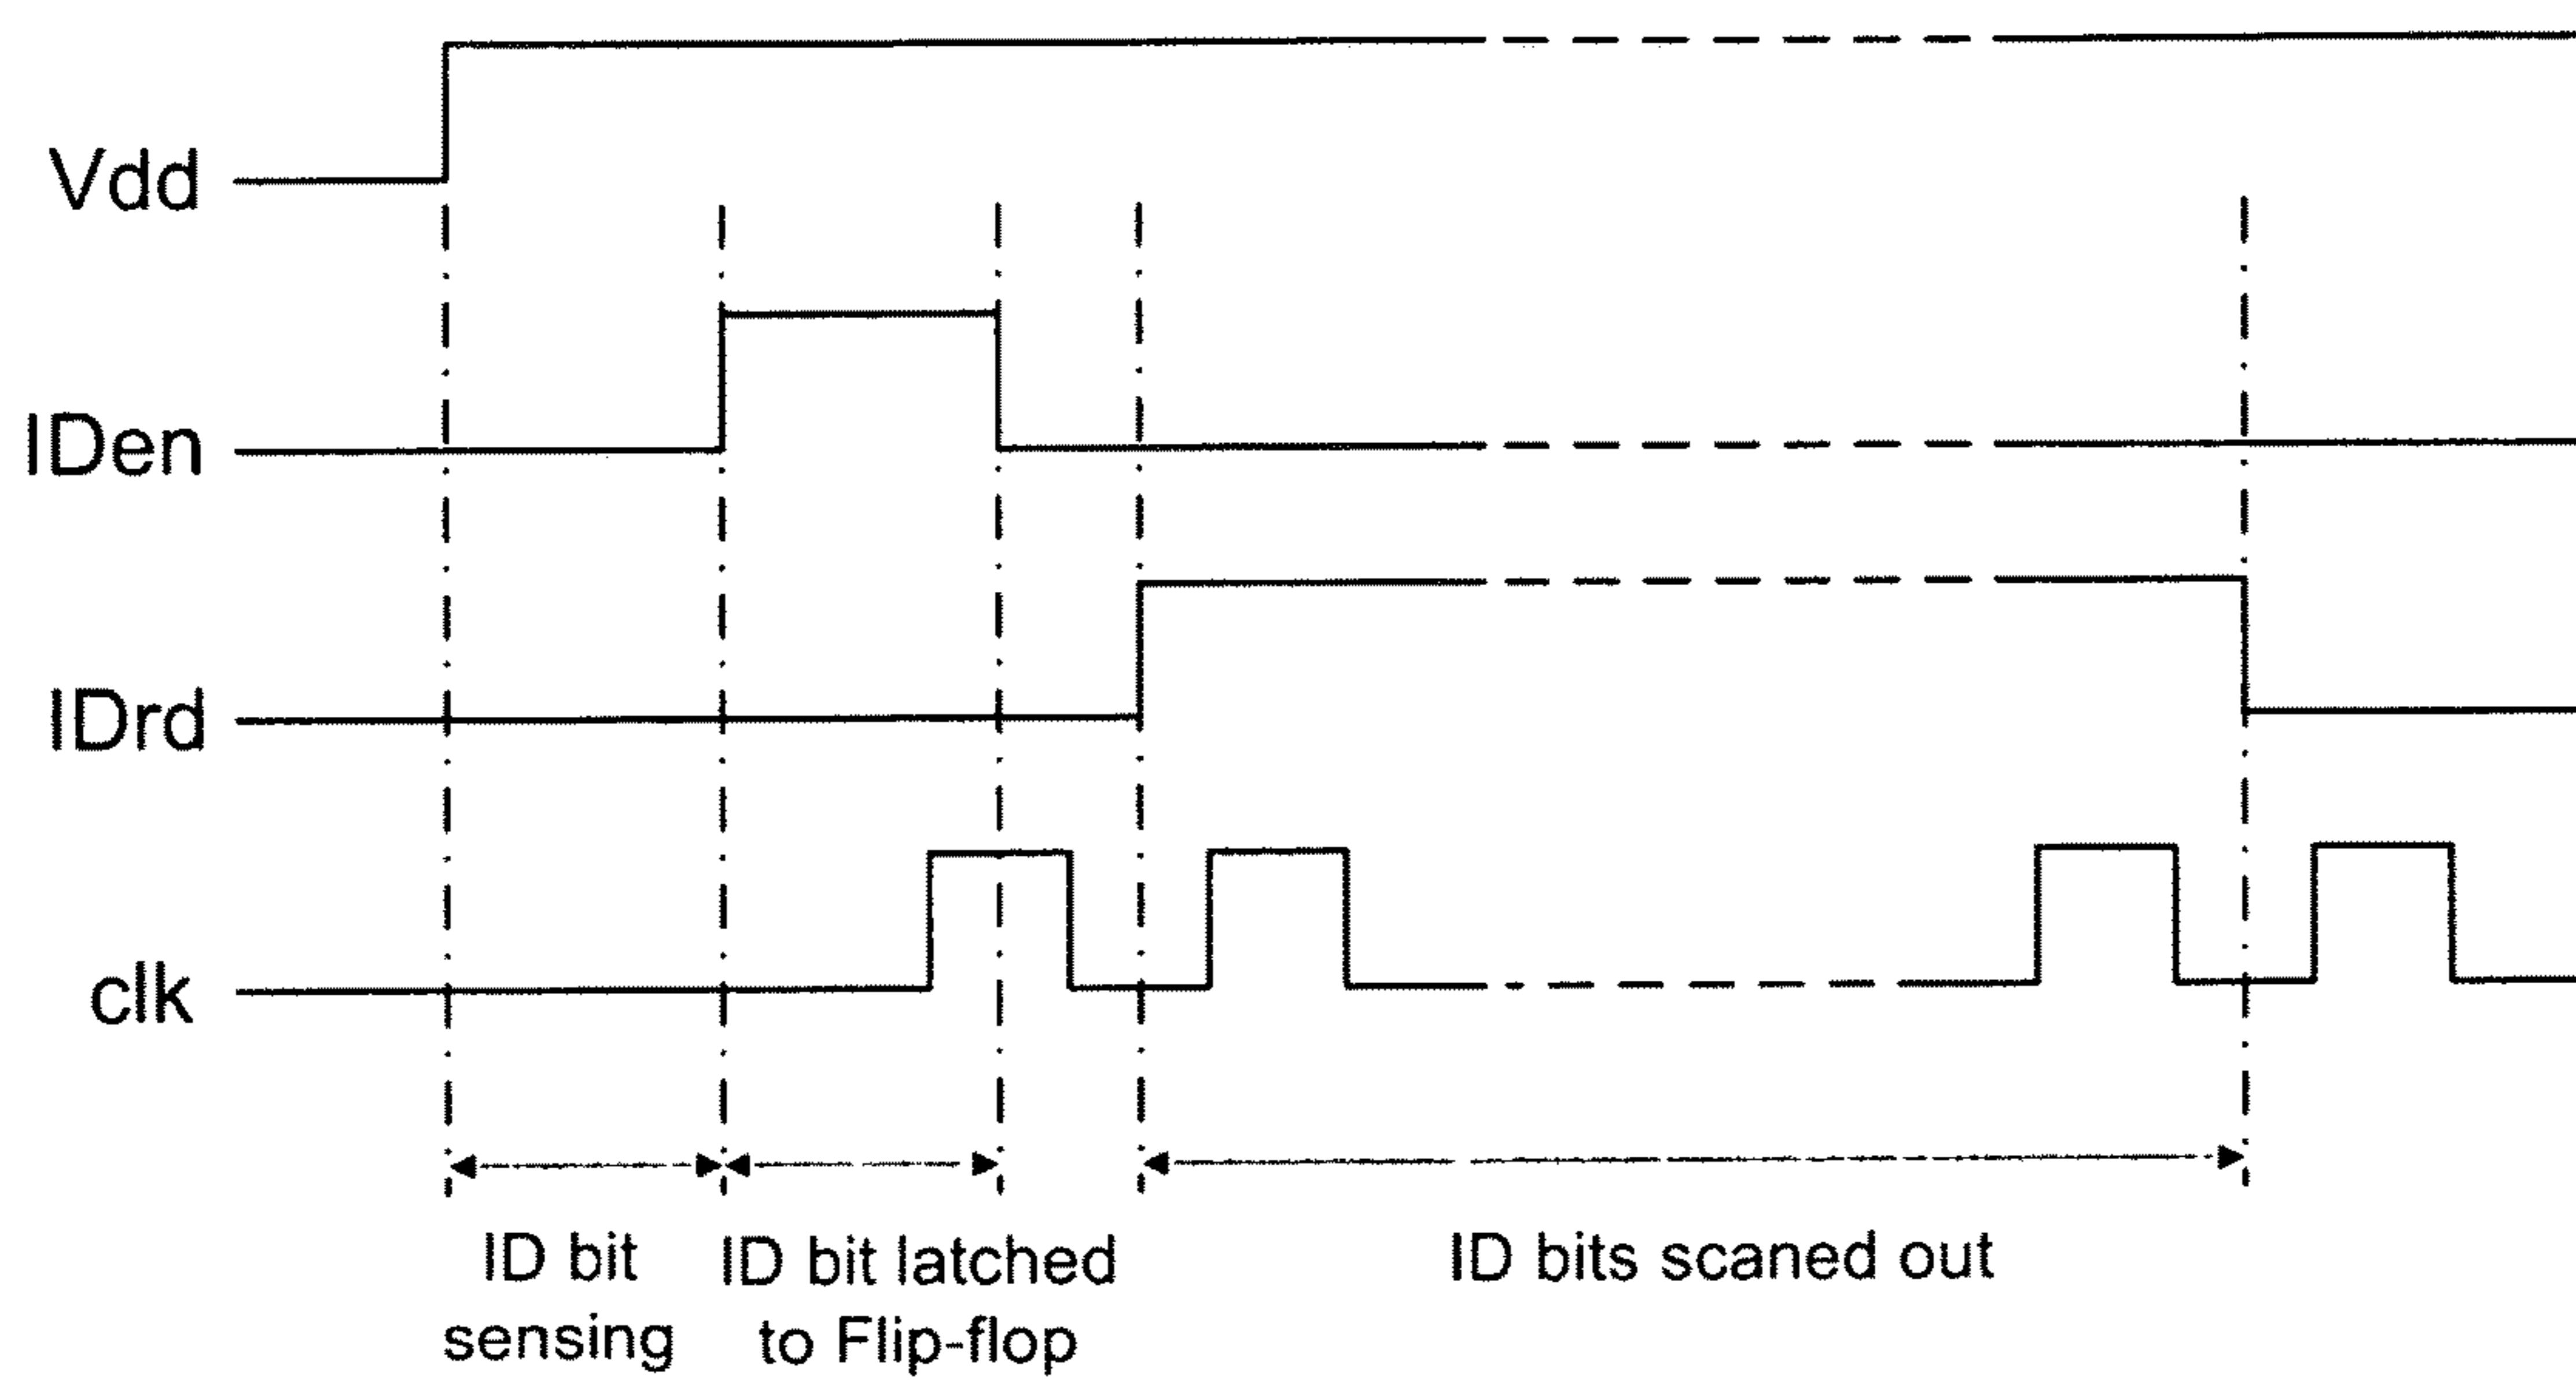 Vdd
IDen
IDrd
clk
ID bit
sensing
ID bit latched
to Flip-flop
ID bits scaned out